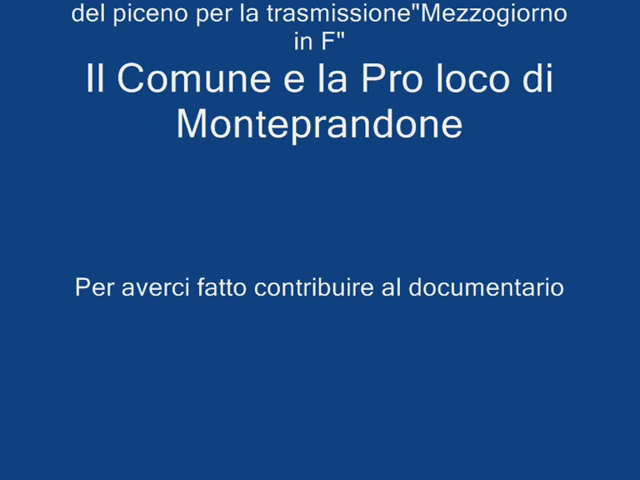 del piceno per la trasmissione"Mezzogiorno
in F"
Il Comune e la Pro loco di
Monteprandone
Per averci fatto contribuire al documentario